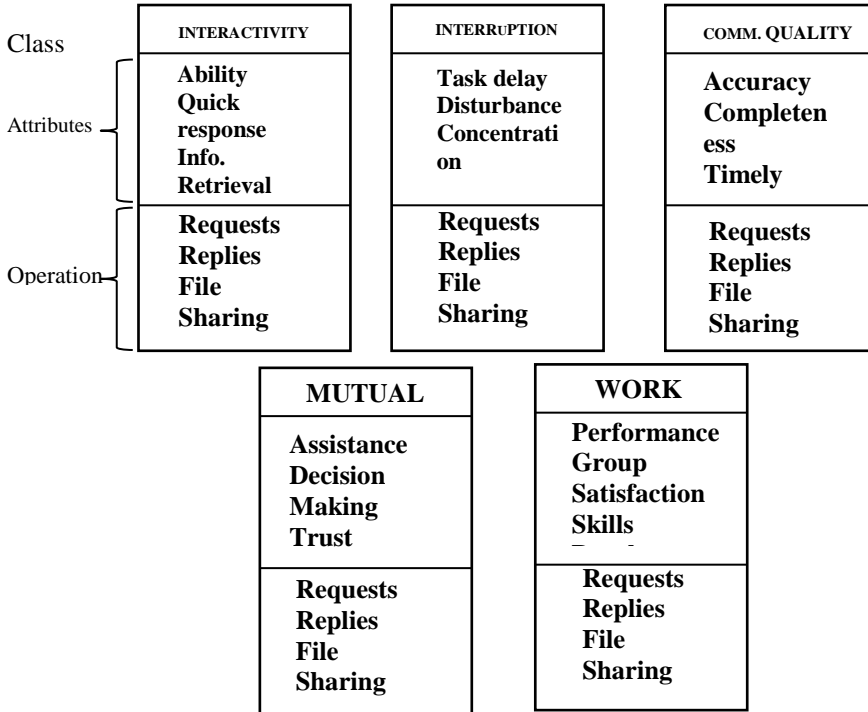 Class
Attributes
Operation
INTERACTIVITY
Ability
Quick
response
Info.
Retrieval
Requests
Replies
File
Sharing
INTERRuPTION
Task delay
Disturbance
Concentrati
on
Requests
Replies
File
Sharing
COMM. QUALITY
Accuracy
Completen
ess
Timely
Requests
Replies
File
Sharing
MUTUAL
Assistance
Decision
Making
Trust
Requests
Replies
File
Sharing
WORK
Performance
Group
Satisfaction
Skills
Requests
Replies
File
Sharing